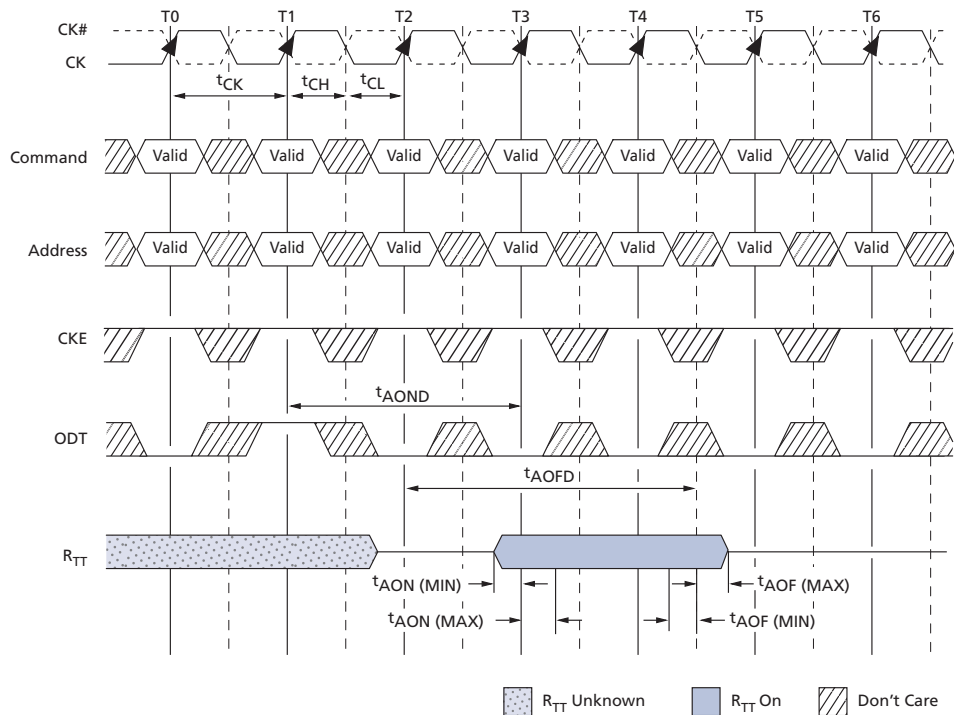 T0 T1 T2 T3 T4 T5 T6
CK#
CK
tCK tCH tCL
Command Valid Valid Valid Valid Valid Valid Valid
Address Valid Valid Valid Valid Valid Valid Valid
CKE
tAOND
ODT
tAOFD
RTT
tAON (MIN) tAOF (MAX)
tAON (MAX) tAOF (MIN)
RTT Unknown RTT On Don't Care